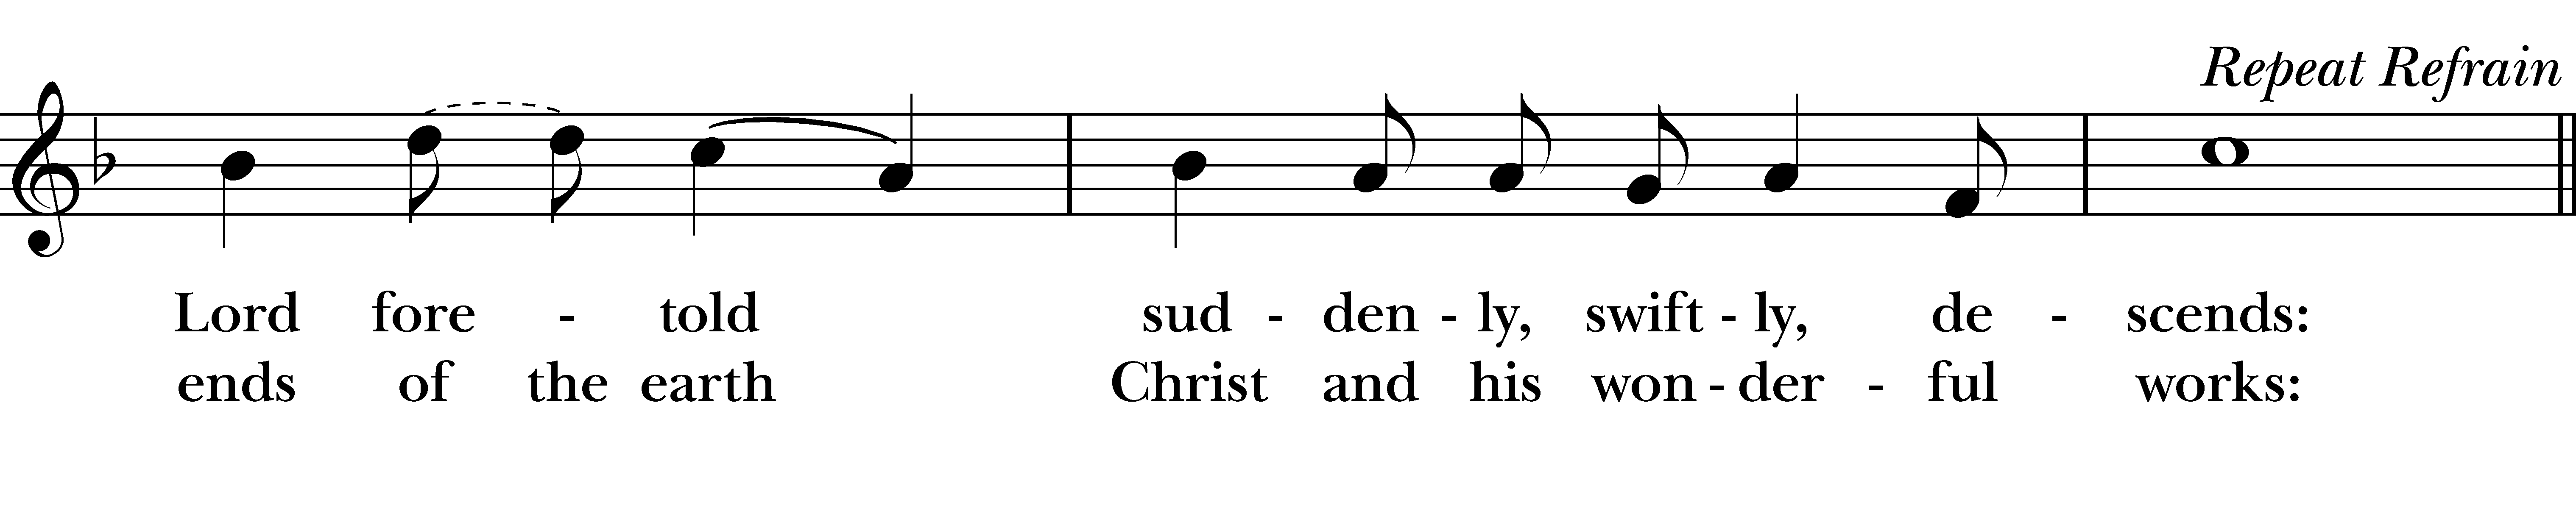 Repeat Refrain
Lord fore - told sud - den - ly, swift - ly, de - scends:
ends of the earth Christ and his won - der - ful works: